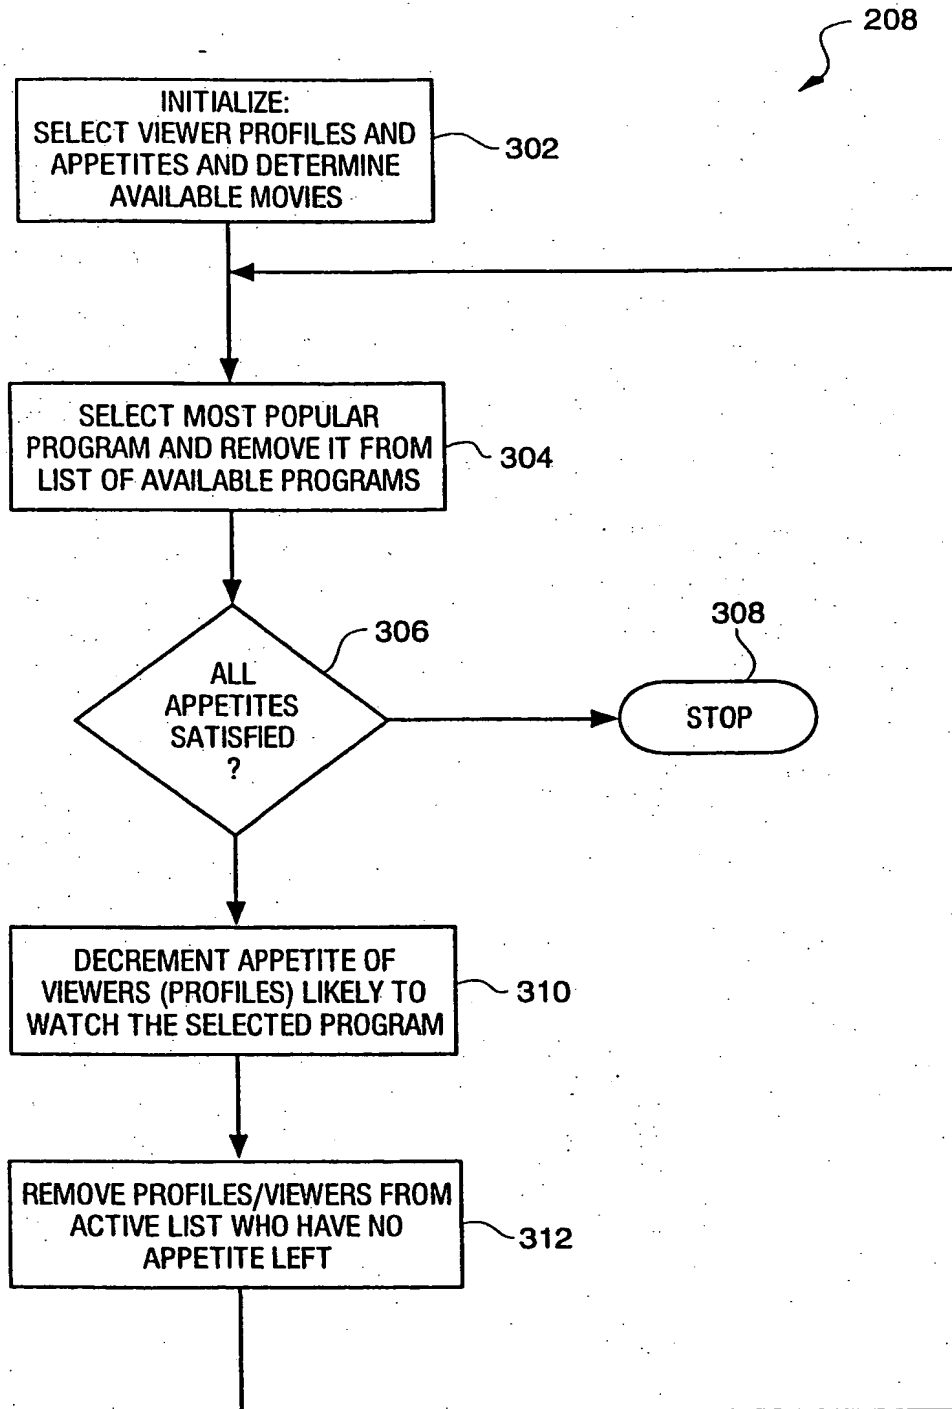 208
INITIALIZE:
SELECT VIEWER PROFILES AND
APPETITES AND DETERMINE
AVAILABLE MOVIES
302
SELECT MOST POPULAR
PROGRAM AND REMOVE IT FROM
LIST OF AVAILABLE PROGRAMS
304
ALL
APPETITES
SATISFIED
?
306
308
STOP
DECREMENT APPETITE OF
VIEWERS (PROFILES) LIKELY TO
WATCH THE SELECTED PROGRAM
310
REMOVE PROFILES/VIEWERS FROM
ACTIVE LIST WHO HAVE NO
APPETITE LEFT
312